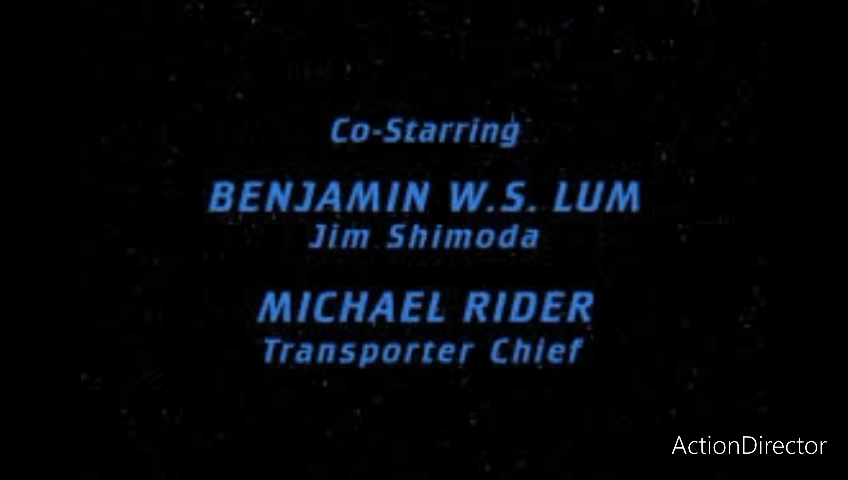 Co-Starring
BENJAMIN W.S. LUM
Jim Shimoda
MICHAEL RIDER
Transporter Chief
ActionDirector